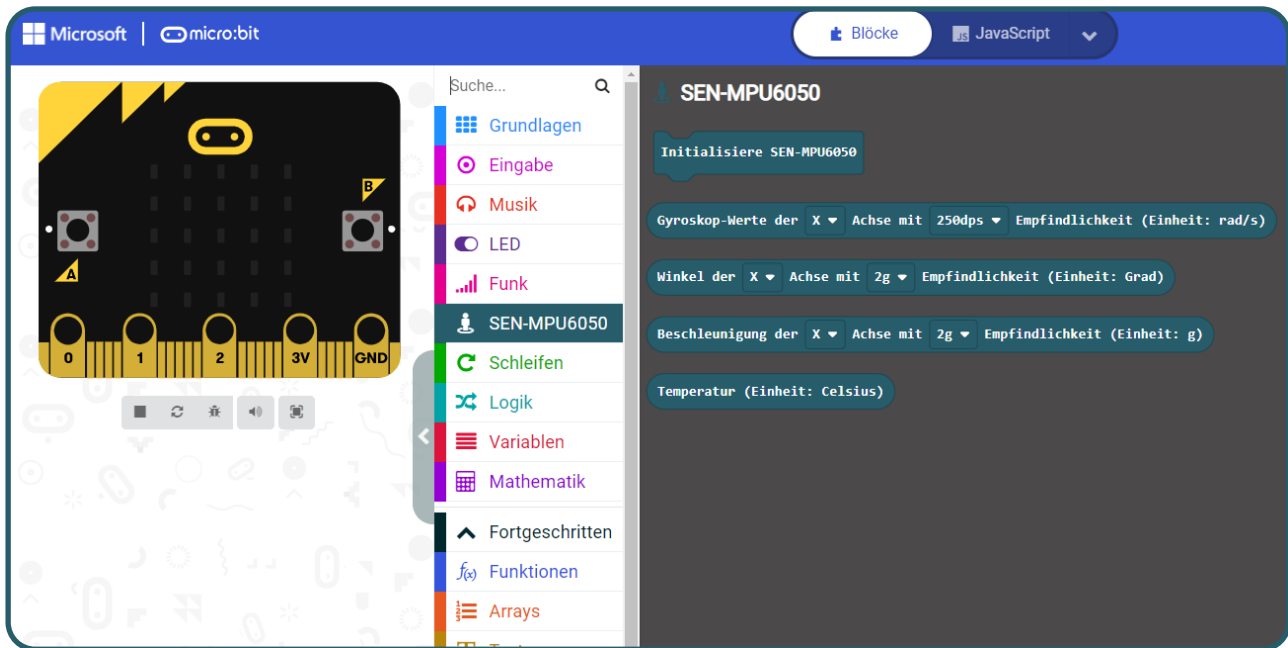 Microsoft micro:bit
Blöcke
JS JavaScript
B
A
0 1 2 3V GND
Suche...
Grundlagen
Eingabe
Musik
LED
Funk
SEN-MPU6050
Schleifen
Logik
Variablen
Mathematik
Fortgeschritten
f(x) Funktionen
Arrays
SEN-MPU6050
Initialisiere SEN-MPU6050
Gyroskop-Werte der X Achse mit 250dps Empfindlichkeit (Einheit: rad/s)
Winkel der X Achse mit 2g Empfindlichkeit (Einheit: Grad)
Beschleunigung der X Achse mit 2g Empfindlichkeit (Einheit: g)
Temperatur (Einheit: Celsius)